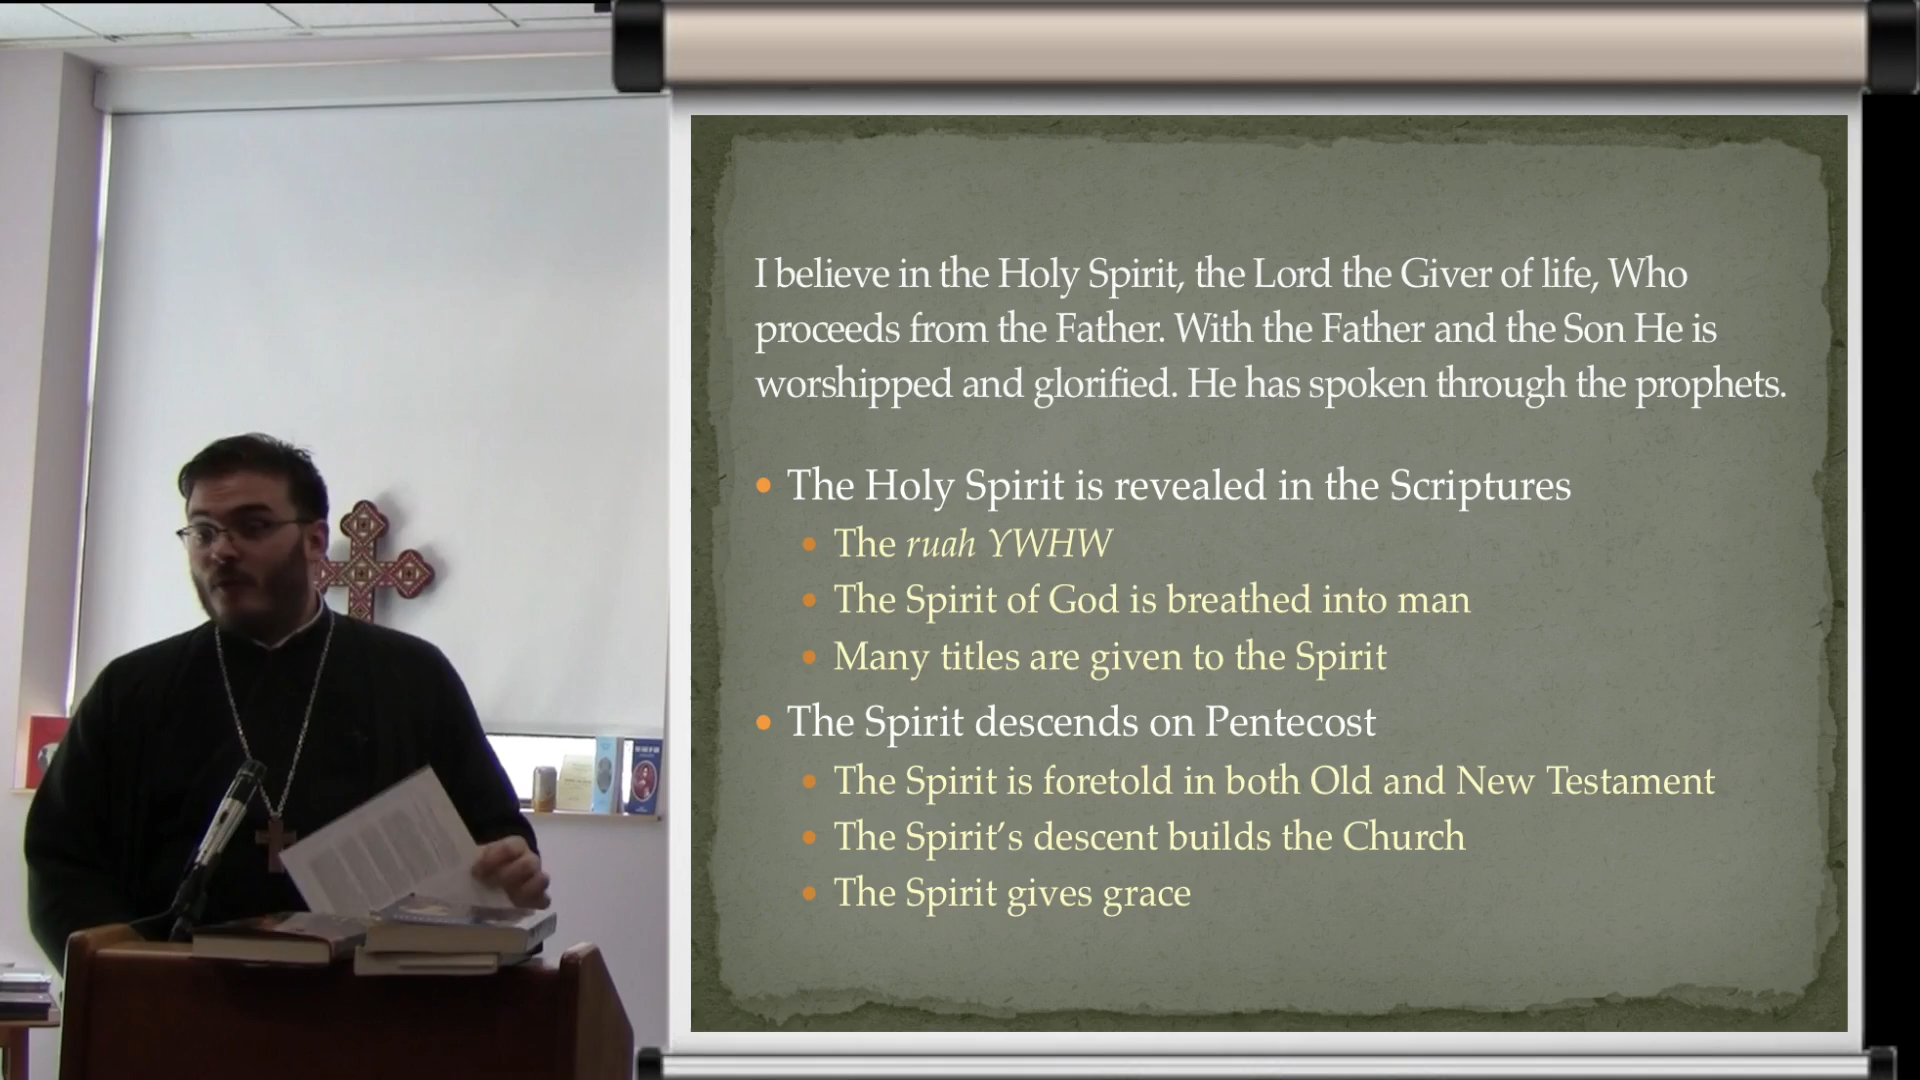 I believe in the Holy Spirit, the Lord the Giver of life, Who
proceeds from the Father. With the Father and the Son He is
worshipped and glorified. He has spoken through the prophets.
• The Holy Spirit is revealed in the Scriptures
• The ruah YWHW
• The Spirit of God is breathed into man
• Many titles are given to the Spirit
• The Spirit descends on Pentecost
• The Spirit is foretold in both Old and New Testament
• The Spirit’s descent builds the Church
• The Spirit gives grace